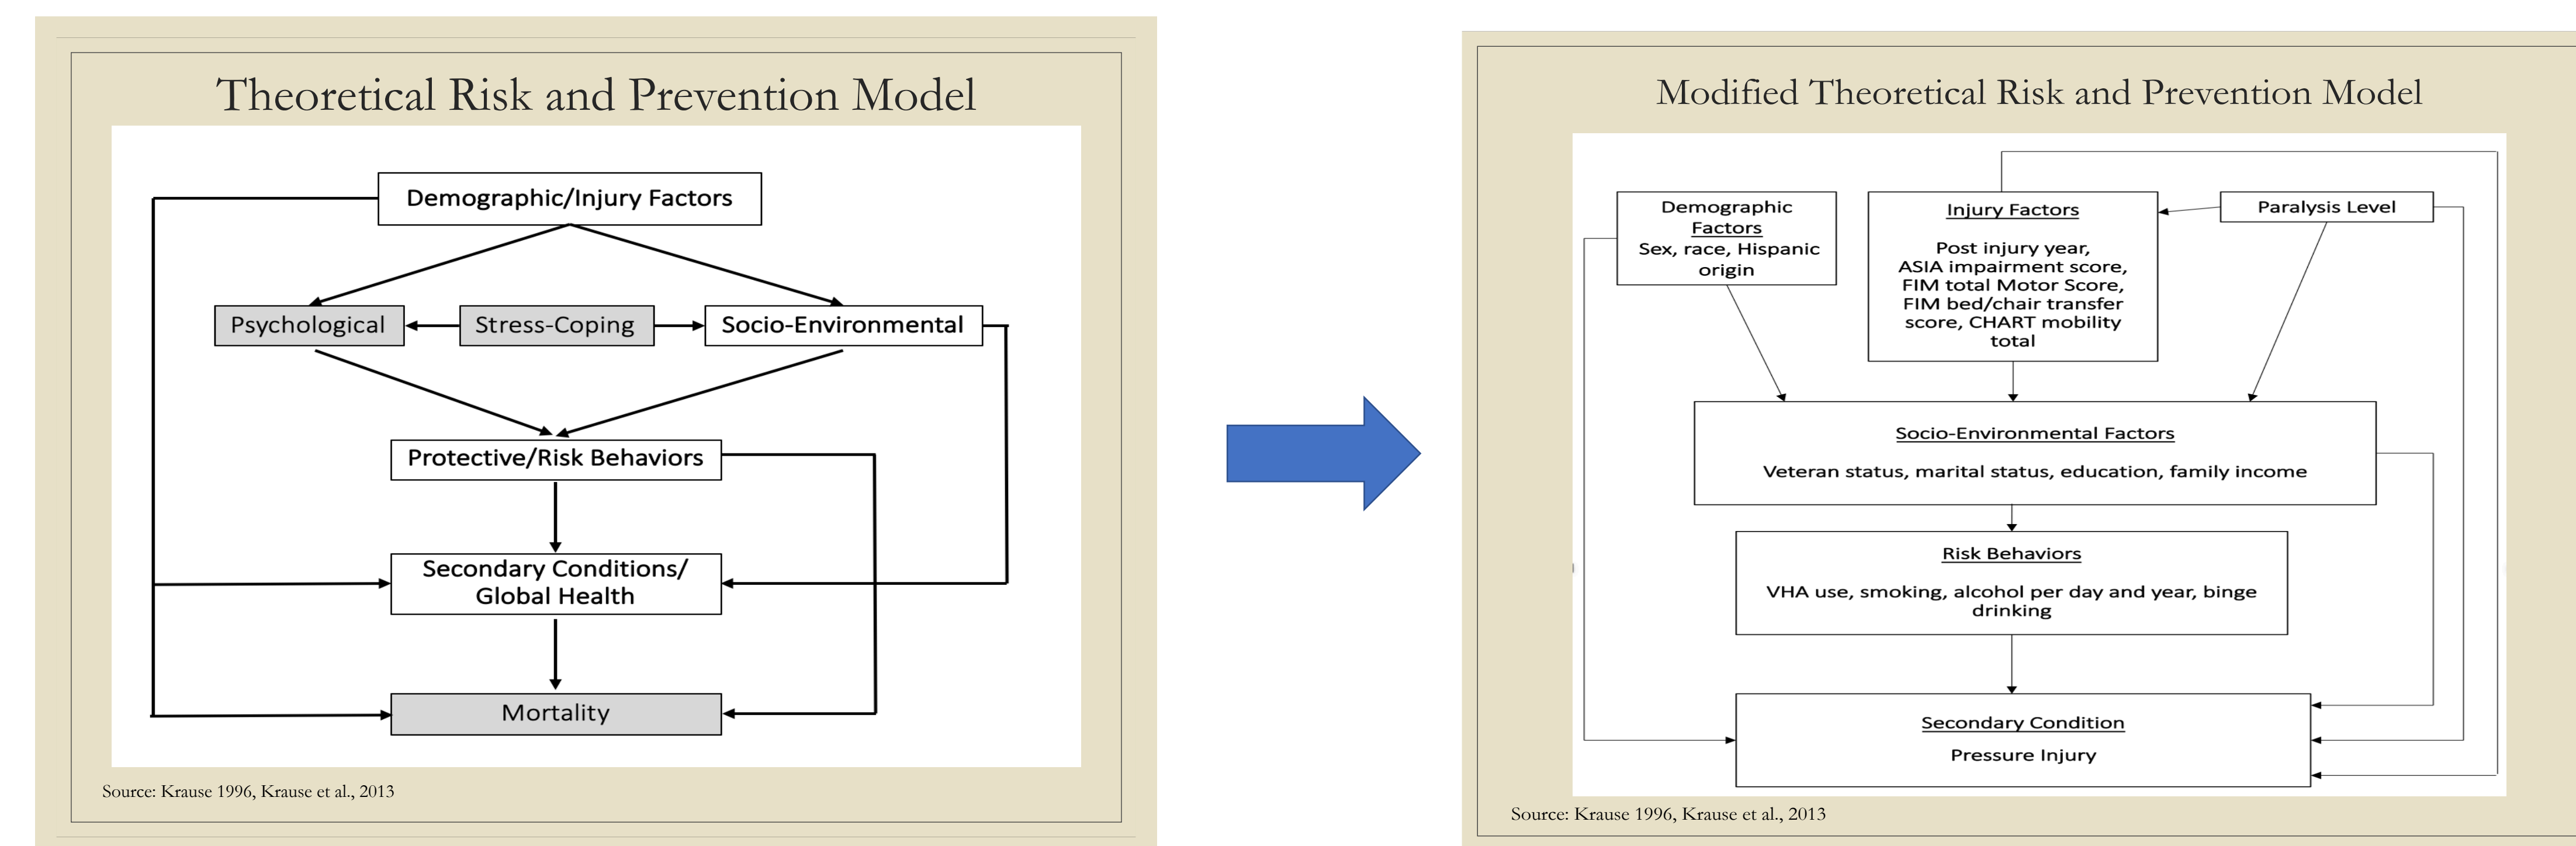 Theoretical Risk and Prevention Model
Demographic/Injury Factors
Psychological
Stress-Coping
Socio-Environmental
Protective/Risk Behaviors
Secondary Conditions/
Global Health
Mortality
Source: Krause 1996, Krause et al., 2013
Modified Theoretical Risk and Prevention Model
Demographic
Factors
Sex, race, Hispanic
origin
Injury Factors
Post injury year,
ASIA impairment score,
FIM total Motor Score,
FIM bed/chair transfer
score, CHART mobility
total
Paralysis Level
Socio-Environmental Factors
Veteran status, marital status, education, family income
Risk Behaviors
VHA use, smoking, alcohol per day and year, binge
drinking
Secondary Condition
Pressure Injury
Source: Krause 1996, Krause et al., 2013